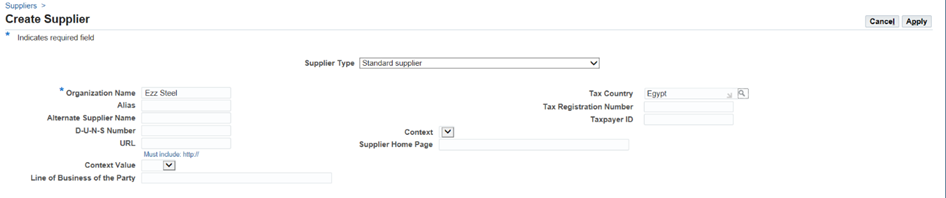 Suppliers >
Create Supplier
Cancel Apply
* Indicates required field
Supplier Type Standard supplier
* Organization Name Ezz Steel
Alias
Alternate Supplier Name
D-U-N-S Number
URL
Must include: http://
Context Value
Line of Business of the Party
Context
Supplier Home Page
Tax Country Egypt
Tax Registration Number
Taxpayer ID